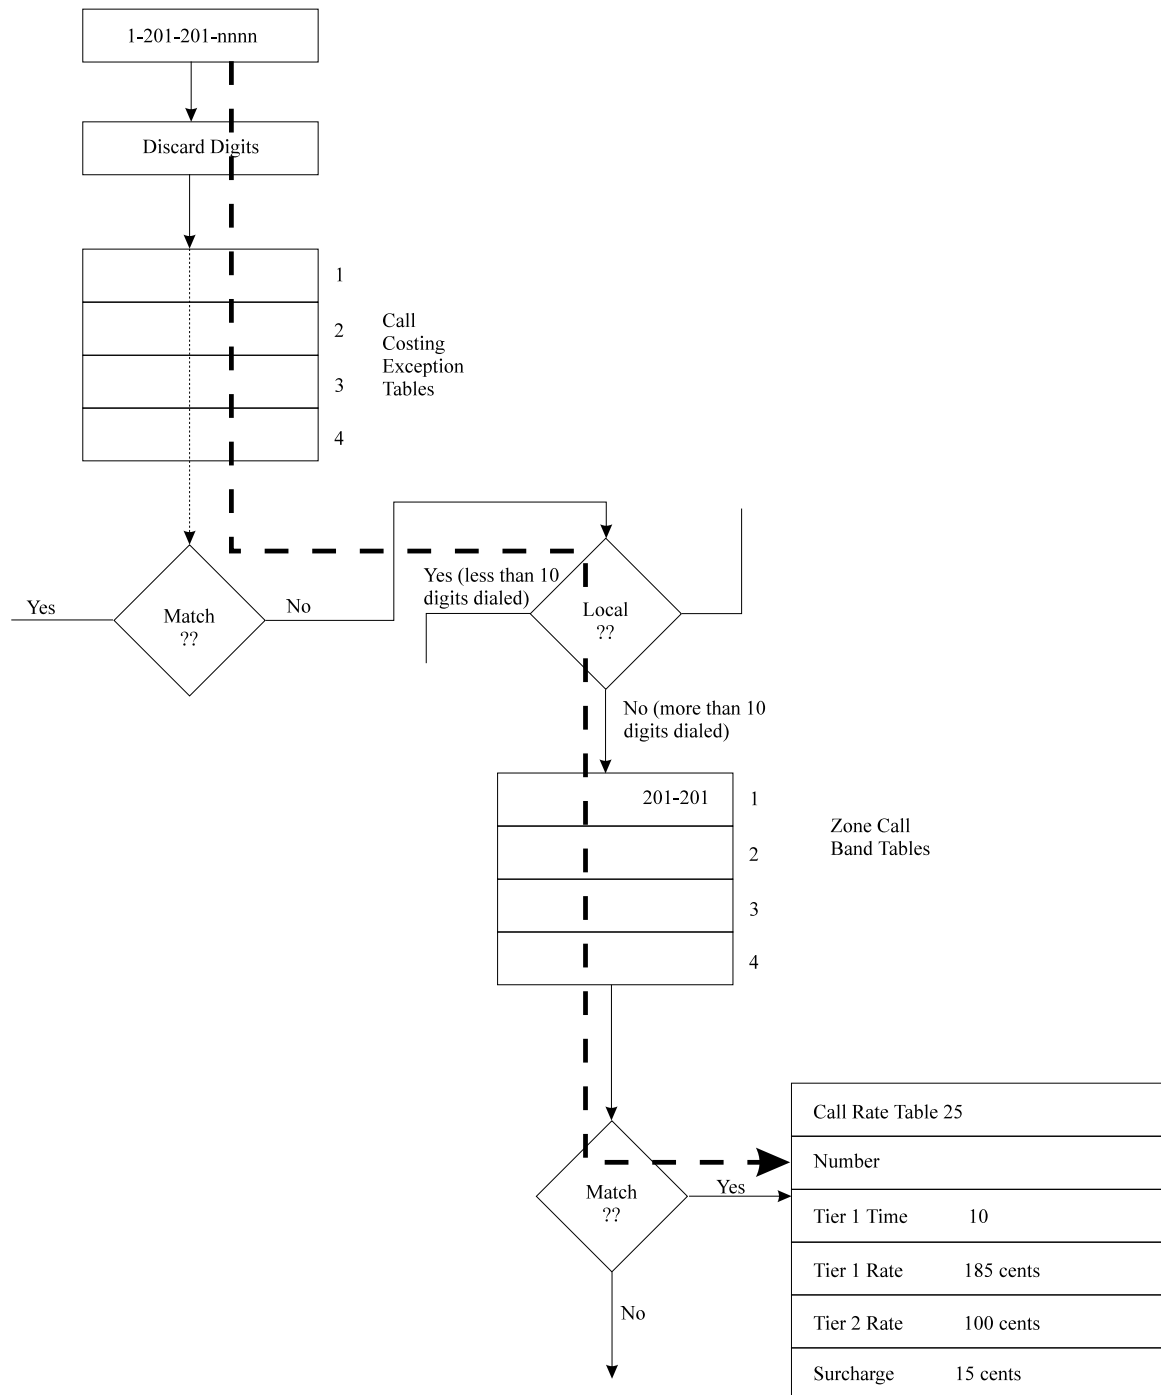 1-201-201-nnnn
Discard Digits
1
2
3
4
Call
Costing
Exception
Tables
Yes
Match
??
No
Yes (less than 10
digits dialed)
Local
??
No (more than 10
digits dialed)
201-201
1
2
3
4
Zone Call
Band Tables
Match
??
Yes
No
Call Rate Table 25
Number
Tier 1 Time 10
Tier 1 Rate 185 cents
Tier 2 Rate 100 cents
Surcharge 15 cents